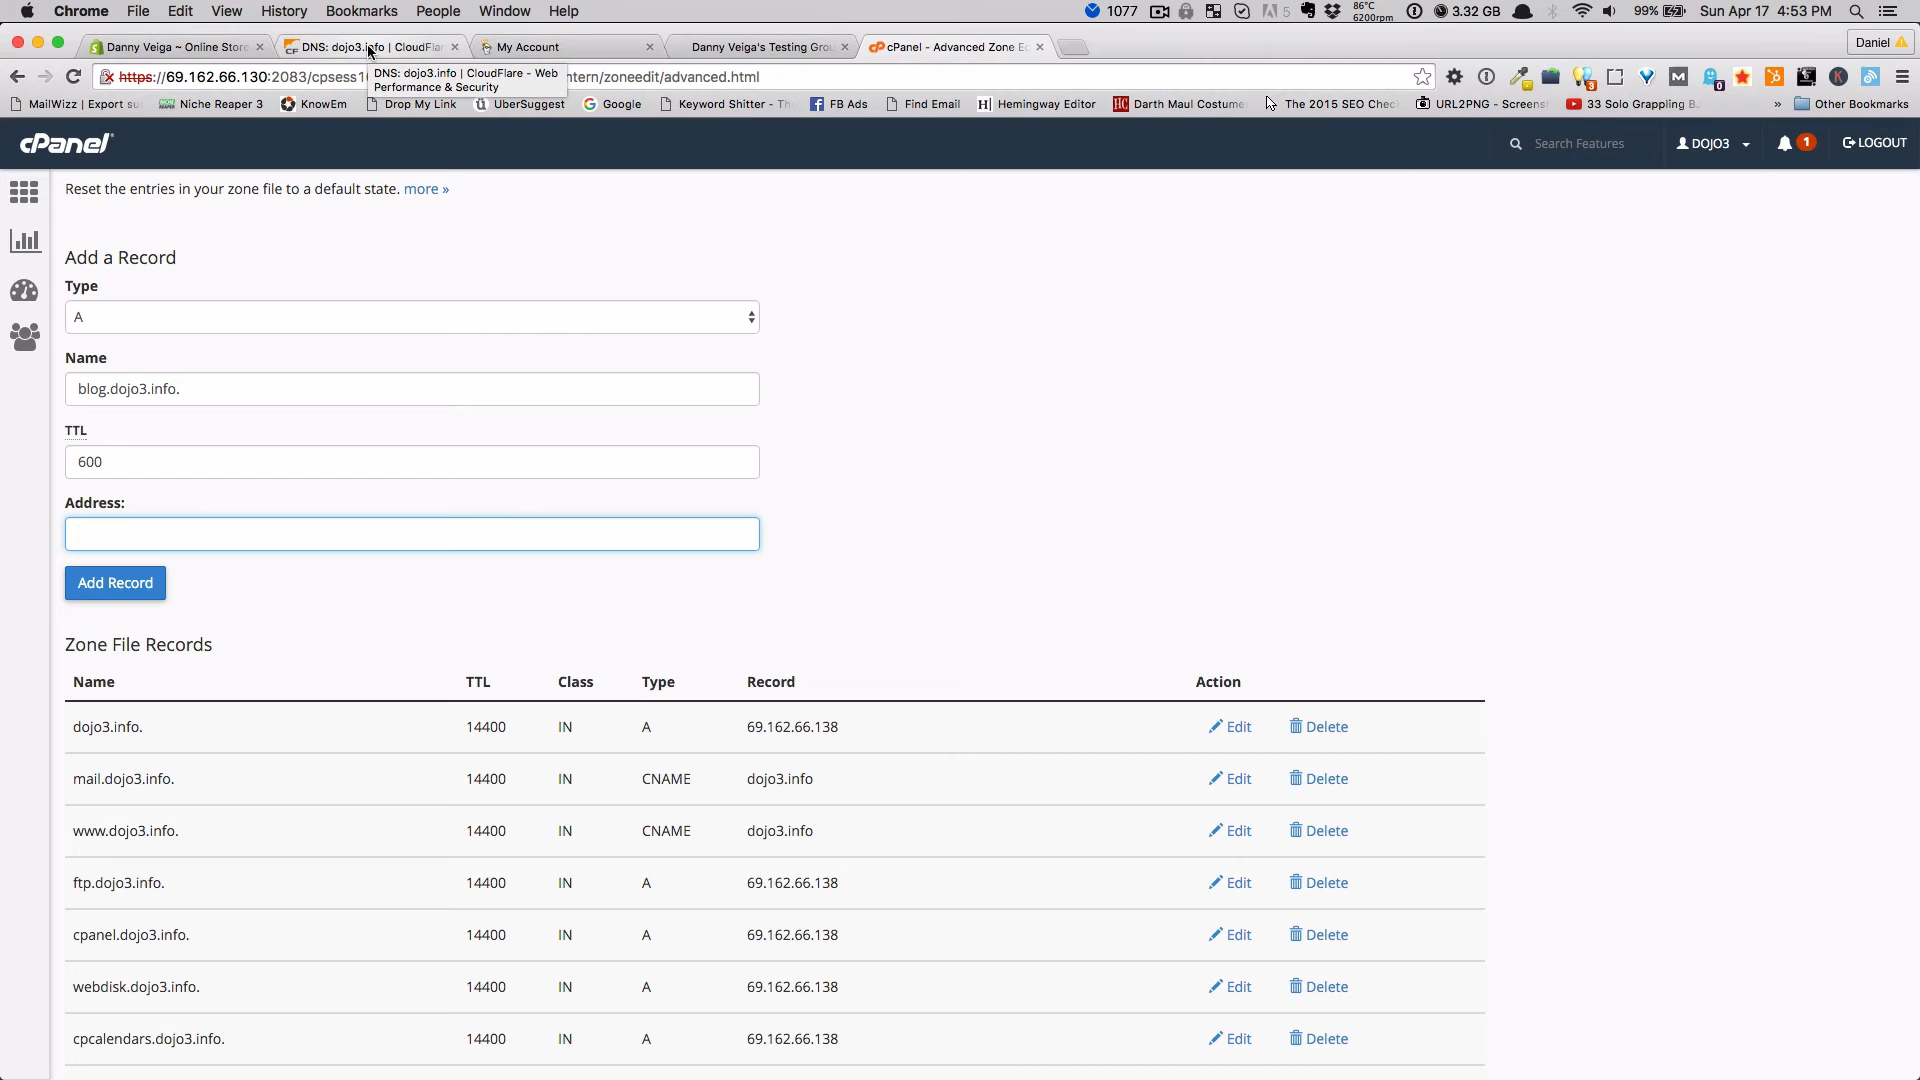 Chrome File Edit View History Bookmarks People Window Help 1077 5 86°C 6200rpm 3.32 GB 99% Sun Apr 17 4:53 PM
Danny Veiga ~ Online Store DNS: dojo3.info | CloudFlar My Account Danny Veiga's Testing Grou cPanel - Advanced Zone Ed Daniel
https://69.162.66.130:2083/cpsess1 tern/zoneedit/advanced.html
DNS: dojo3.info | CloudFlare - Web
Performance & Security
MailWizz | Export su Niche Reaper 3 KnowEm Drop My Link UberSuggest Google Keyword Shitter - Th FB Ads Find Email Hemingway Editor Darth Maul Costume The 2015 SEO Chec URL2PNG - Screens 33 Solo Grappling » Other Bookmarks
cPanel Search Features DOJO3 1 LOGOUT
Reset the entries in your zone file to a default state. more »
Add a Record
Type
A
Name
blog.dojo3.info.
TTL
600
Address:
Add Record
Zone File Records
Name TTL Class Type Record Action
dojo3.info. 14400 IN A 69.162.66.138 Edit Delete
mail.dojo3.info. 14400 IN CNAME dojo3.info Edit Delete
www.dojo3.info. 14400 IN CNAME dojo3.info Edit Delete
ftp.dojo3.info. 14400 IN A 69.162.66.138 Edit Delete
cpanel.dojo3.info. 14400 IN A 69.162.66.138 Edit Delete
webdisk.dojo3.info. 14400 IN A 69.162.66.138 Edit Delete
cpcalendars.dojo3.info. 14400 IN A 69.162.66.138 Edit Delete